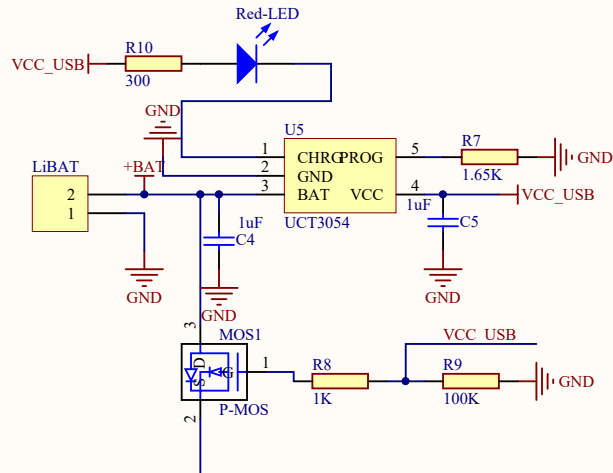 Red-LED
VCC_USB
R10
300
GND
U5
LiBAT
+BAT
2
1
1
2
3
CHRG
PROG
GND
BAT
VCC
UCT3054
5
4
R7
1.65K
GND
VCC_USB
1uF
C5
GND
1uF
C4
GND
GND
3
MOS1
D
S
G
1
P-MOS
2
R8
1K
VCC_USB
R9
100K
GND